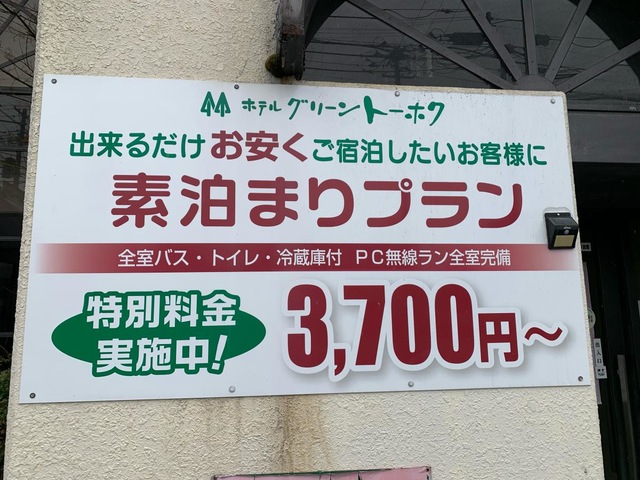 ホテル グリーントーホク
出来るだけお安くご宿泊したいお客様に
素泊まりプラン
全室バス・トイレ・冷蔵庫付 PC無線ラン全室完備
特別料金
実施中!
3,700円～
出入口